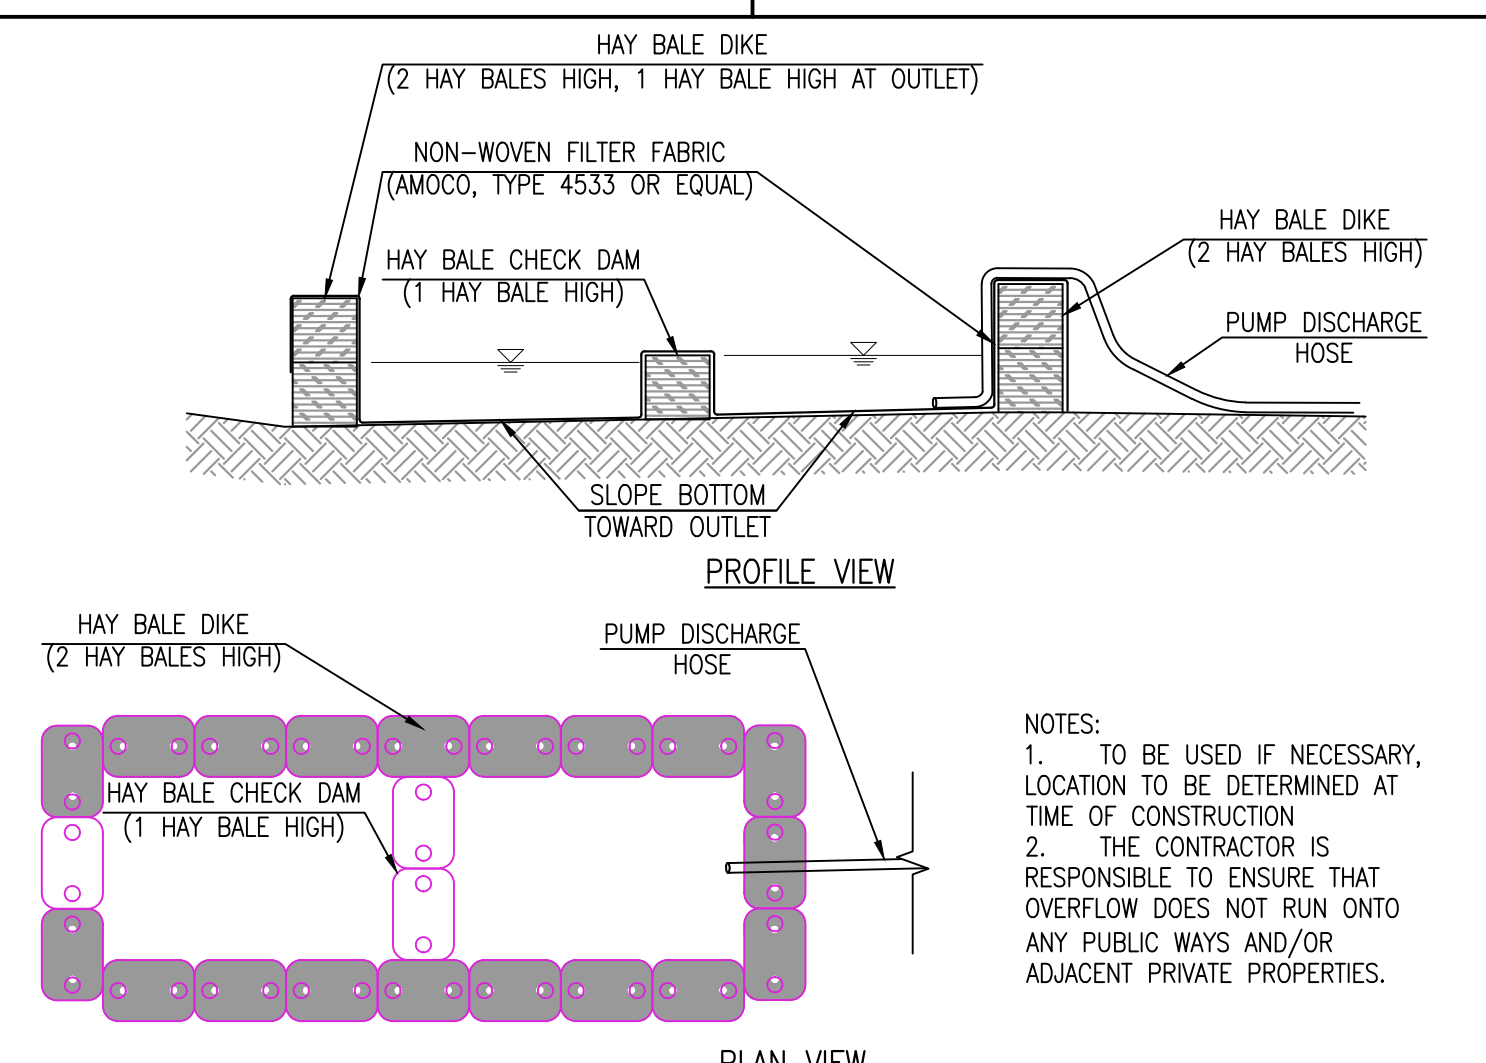 HAY BALE DIKE
(2 HAY BALES HIGH, 1 HAY BALE HIGH AT OUTLET)
NON-WOVEN FILTER FABRIC
(AMOCO, TYPE 4533 OR EQUAL)
HAY BALE DIKE
(2 HAY BALES HIGH)
HAY BALE CHECK DAM
(1 HAY BALE HIGH)
PUMP DISCHARGE
HOSE
SLOPE BOTTOM
TOWARD OUTLET
PROFILE VIEW
HAY BALE DIKE
(2 HAY BALES HIGH)
PUMP DISCHARGE
HOSE
HAY BALE CHECK DAM
(1 HAY BALE HIGH)
NOTES:
1. TO BE USED IF NECESSARY,
LOCATION TO BE DETERMINED AT
TIME OF CONSTRUCTION
2. THE CONTRACTOR IS
RESPONSIBLE TO ENSURE THAT
OVERFLOW DOES NOT RUN ONTO
ANY PUBLIC WAYS AND/OR
ADJACENT PRIVATE PROPERTIES.
PLAN VIEW